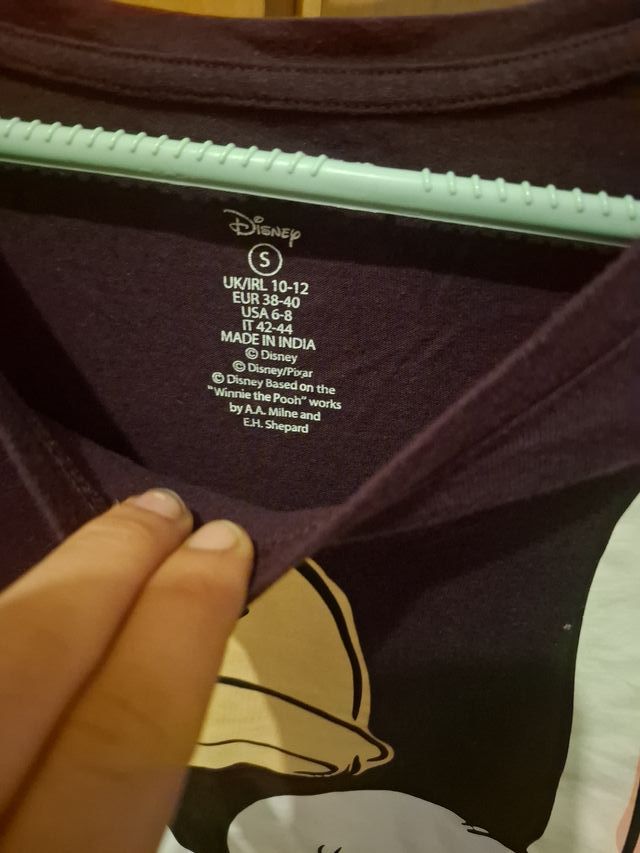 Disney
S
UK/IRL 10-12
EUR 38-40
USA 6-8
IT 42-44
MADE IN INDIA
© Disney
© Disney/Pixar
© Disney Based on the
"Winnie the Pooh" works
by A.A. Milne and
E.H. Shepard